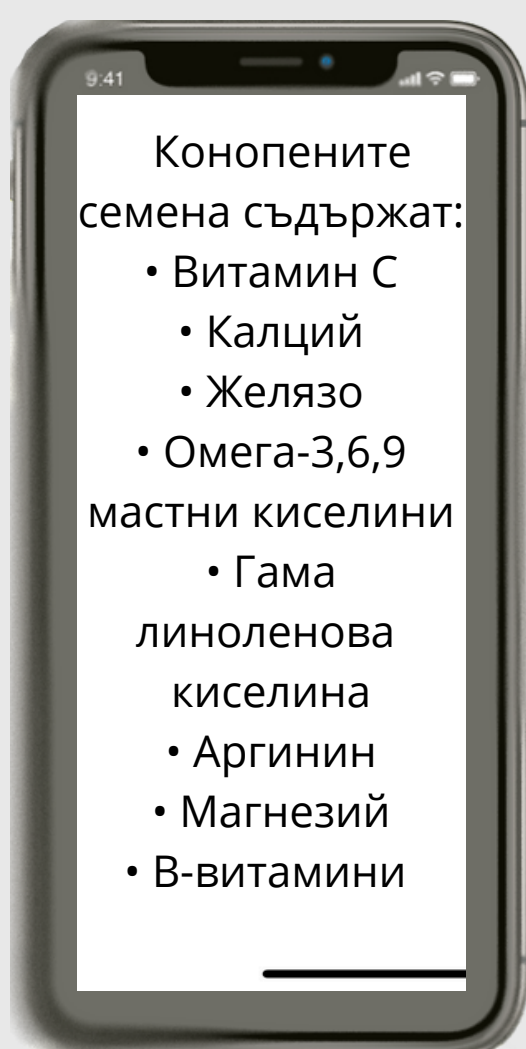 9:41
Конопените
семена съдържат:
• Витамин С
• Калций
• Желязо
• Омега-3,6,9
мастни киселини
• Гама
линоленова
киселина
• Аргинин
• Магнезий
• В-витамини